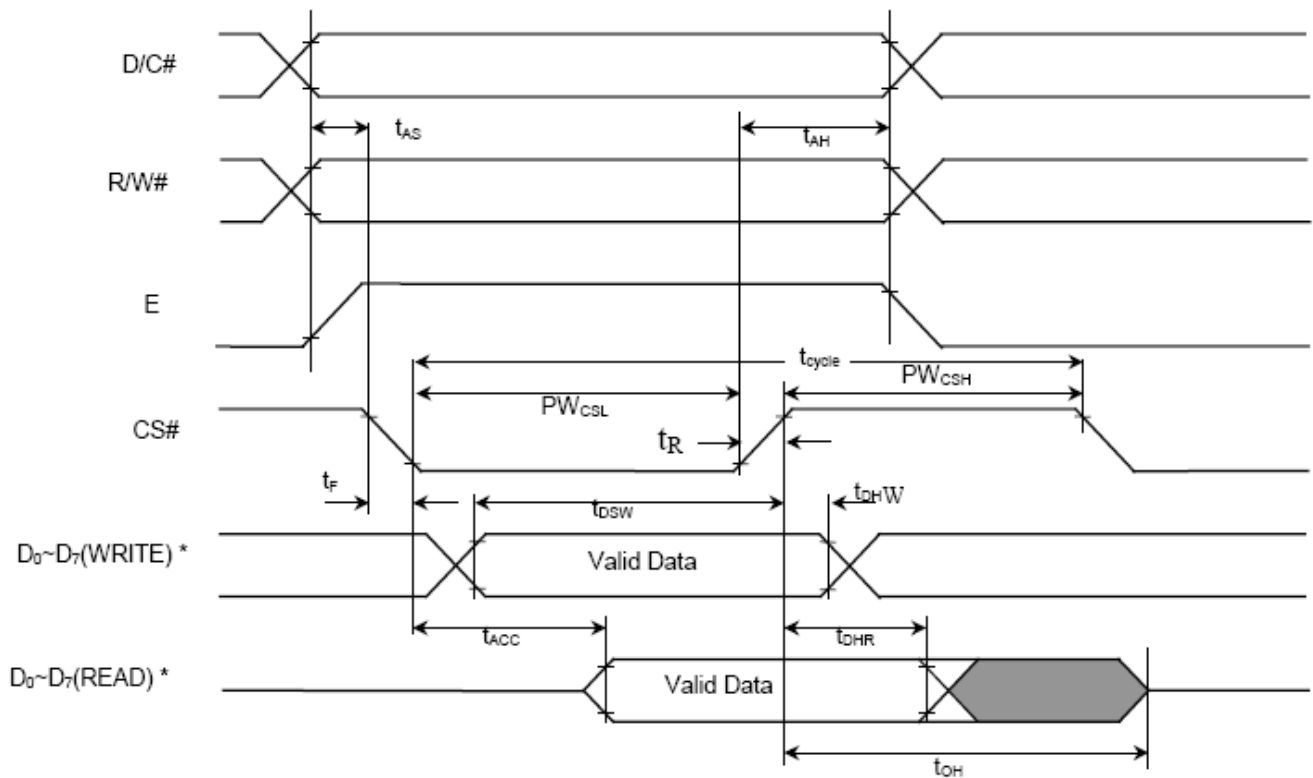 D/C#
tAS
tAH
R/W#
E
tcycle
PWCSL
PWCSH
CS#
tR
tF
tDSW
tDHW
D0~D7(WRITE) *
Valid Data
tACC
tDHR
D0~D7(READ) *
Valid Data
tOH